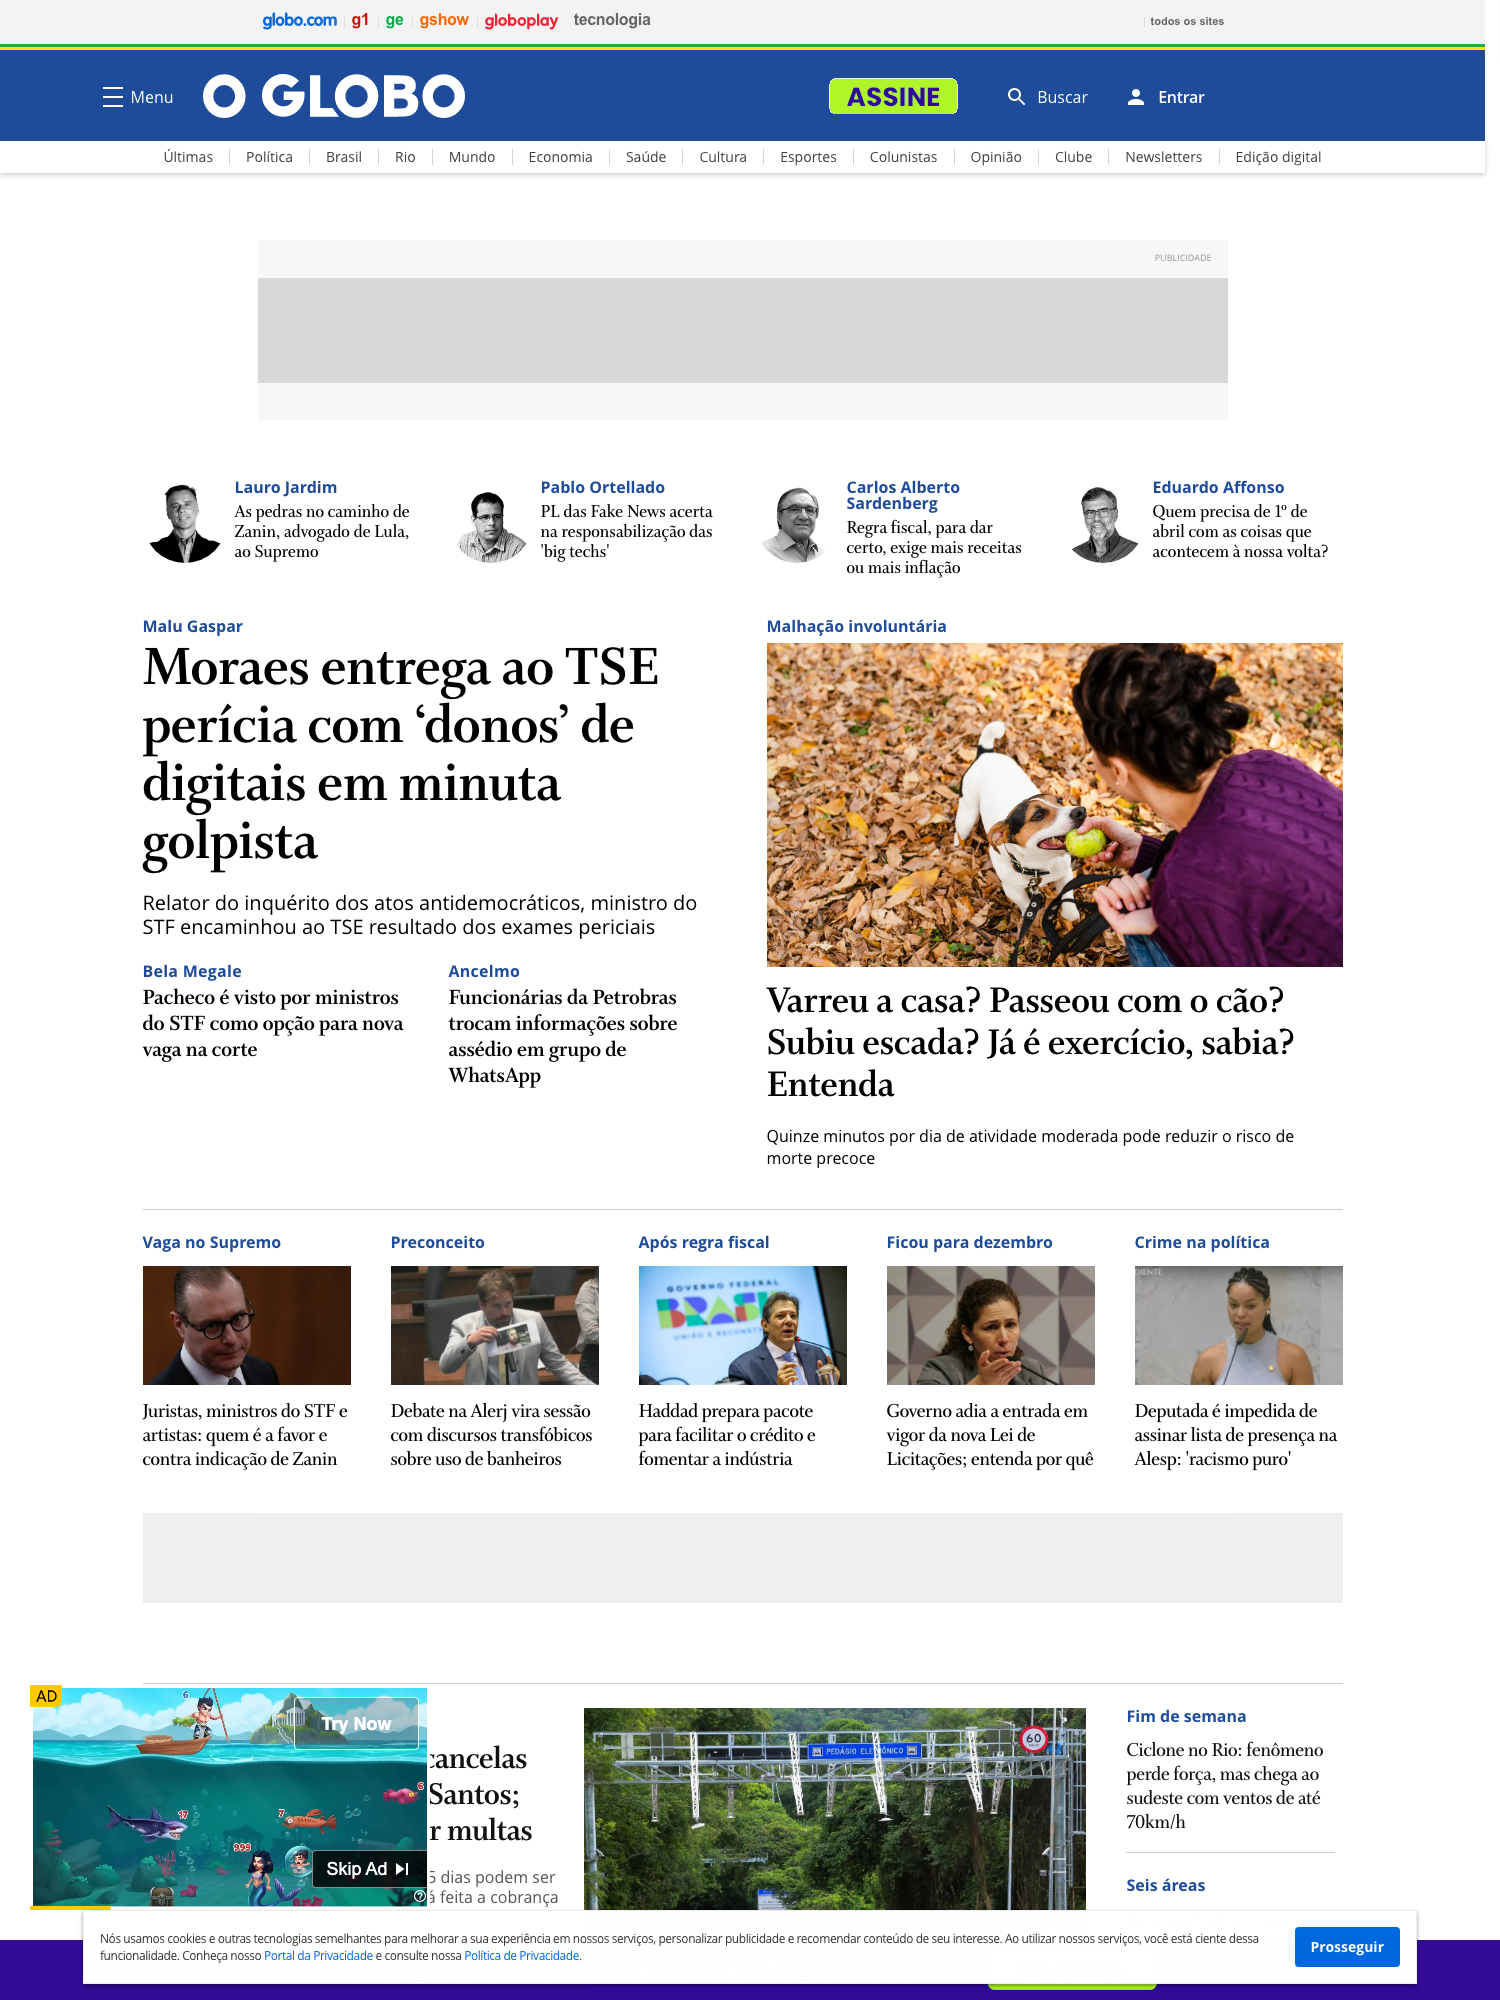 globo.com
g1
ge
gshow
globoplay
tecnologia
todos os sites
Menu
O GLOBO
ASSINE
Buscar
Entrar
Últimas
Política
Brasil
Rio
Mundo
Economia
Saúde
Cultura
Esportes
Colunistas
Opinião
Clube
Newsletters
Edição digital
PUBLICIDADE
Lauro Jardim
As pedras no caminho de
Zanin, advogado de Lula,
ao Supremo
Pablo Ortellado
PL das Fake News acerta
na responsabilização das
'big techs'
Carlos Alberto
Sardenberg
Regra fiscal, para dar
certo, exige mais receitas
ou mais inflação
Eduardo Affonso
Quem precisa de 1º de
abril com as coisas que
acontecem à nossa volta?
Malu Gaspar
Moraes entrega ao TSE
perícia com ‘donos’ de
digitais em minuta
golpista
Relator do inquérito dos atos antidemocráticos, ministro do
STF encaminhou ao TSE resultado dos exames periciais
Bela Megale
Pacheco é visto por ministros
do STF como opção para nova
vaga na corte
Ancelmo
Funcionárias da Petrobras
trocam informações sobre
assédio em grupo de
WhatsApp
Malhação involuntária
Varreu a casa? Passeou com o cão?
Subiu escada? Já é exercício, sabia?
Entenda
Quinze minutos por dia de atividade moderada pode reduzir o risco de
morte precoce
Vaga no Supremo
Juristas, ministros do STF e
artistas: quem é a favor e
contra indicação de Zanin
Preconceito
Debate na Alerj vira sessão
com discursos transfóbicos
sobre uso de banheiros
Após regra fiscal
GOVERNO FEDERAL
BRASIL
UNIÃO E RECONST
Haddad prepara pacote
para facilitar o crédito e
fomentar a indústria
Ficou para dezembro
Governo adia a entrada em
vigor da nova Lei de
Licitações; entenda por quê
Crime na política
DIENTE
Deputada é impedida de
assinar lista de presença na
Alesp: 'racismo puro'
AD
6
Try Now
6
17
7
999
Skip Ad
cancelas
Santos;
r multas
5 dias podem ser
á feita a cobrança
PEDÁGIO ELETRÔNICO
60
Fim de semana
Ciclone no Rio: fenômeno
perde força, mas chega ao
sudeste com ventos de até
70km/h
Seis áreas
Nós usamos cookies e outras tecnologias semelhantes para melhorar a sua experiência em nossos serviços, personalizar publicidade e recomendar conteúdo de seu interesse. Ao utilizar nossos serviços, você está ciente dessa
funcionalidade. Conheça nosso Portal da Privacidade e consulte nossa Política de Privacidade.
Prosseguir